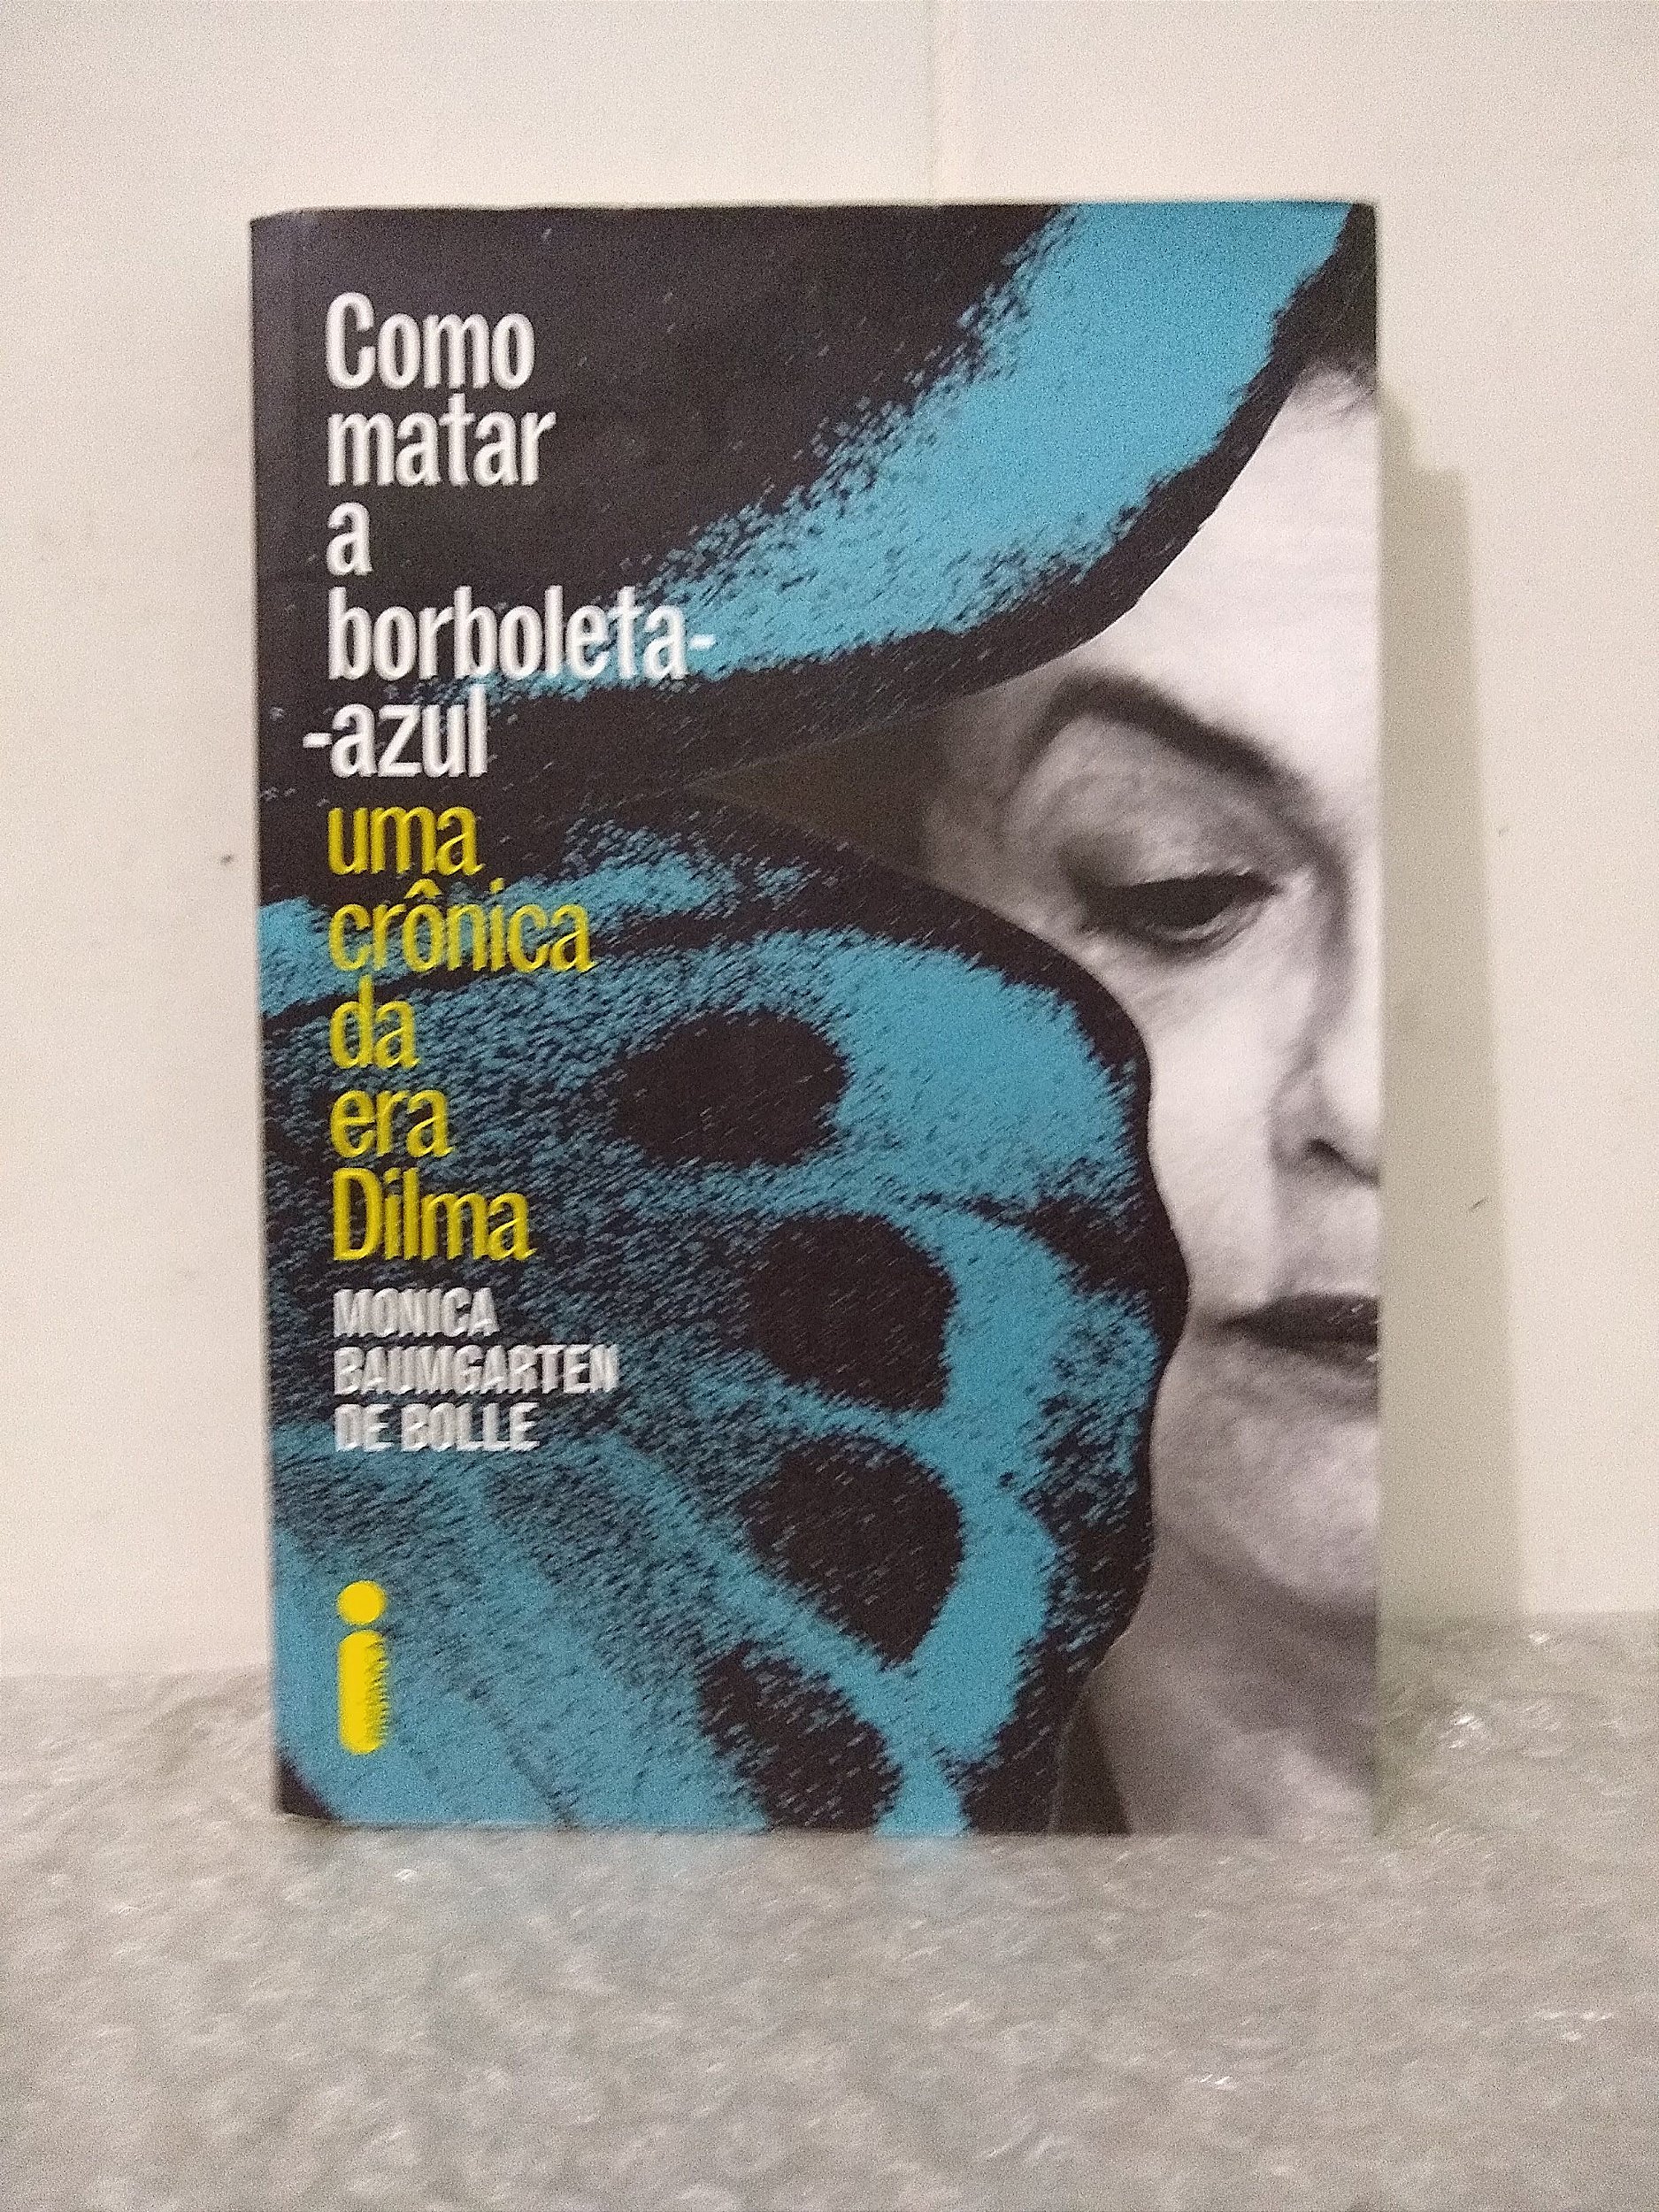 Como
matar
a
borboleta-
-azul
uma
crônica
da
era
Dilma
MONICA
BAUMGARTEN
DE BOLLE
i